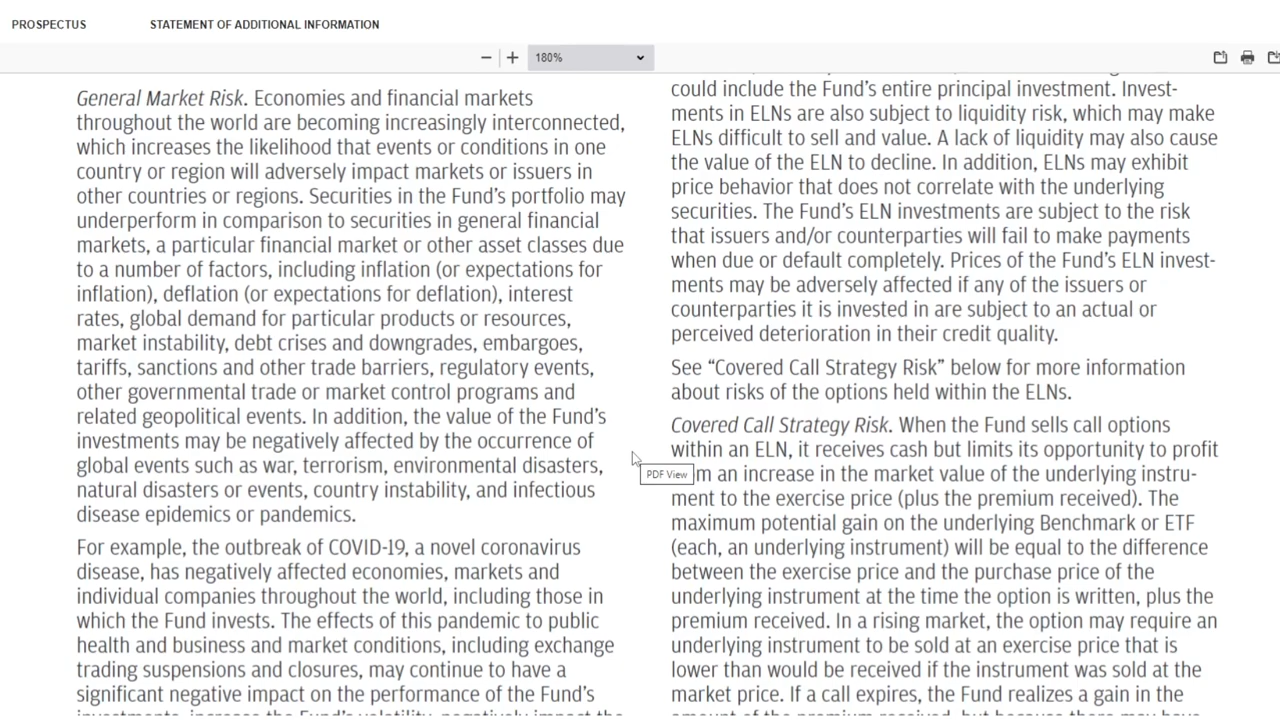 PROSPECTUS
STATEMENT OF ADDITIONAL INFORMATION
180%
General Market Risk. Economies and financial markets
throughout the world are becoming increasingly interconnected,
which increases the likelihood that events or conditions in one
country or region will adversely impact markets or issuers in
other countries or regions. Securities in the Fund's portfolio may
underperform in comparison to securities in general financial
markets, a particular financial market or other asset classes due
to a number of factors, including inflation (or expectations for
inflation), deflation (or expectations for deflation), interest
rates, global demand for particular products or resources,
market instability, debt crises and downgrades, embargoes,
tariffs, sanctions and other trade barriers, regulatory events,
other governmental trade or market control programs and
related geopolitical events. In addition, the value of the Fund's
investments may be negatively affected by the occurrence of
global events such as war, terrorism, environmental disasters,
natural disasters or events, country instability, and infectious
disease epidemics or pandemics.
For example, the outbreak of COVID-19, a novel coronavirus
disease, has negatively affected economies, markets and
individual companies throughout the world, including those in
which the Fund invests. The effects of this pandemic to public
health and business and market conditions, including exchange
trading suspensions and closures, may continue to have a
significant negative impact on the performance of the Fund's
investments, increase the Fund's volatility, negatively impact the
could include the Fund's entire principal investment. Invest-
ments in ELNs are also subject to liquidity risk, which may make
ELNs difficult to sell and value. A lack of liquidity may also cause
the value of the ELN to decline. In addition, ELNs may exhibit
price behavior that does not correlate with the underlying
securities. The Fund's ELN investments are subject to the risk
that issuers and/or counterparties will fail to make payments
when due or default completely. Prices of the Fund's ELN invest-
ments may be adversely affected if any of the issuers or
counterparties it is invested in are subject to an actual or
perceived deterioration in their credit quality.
See “Covered Call Strategy Risk” below for more information
about risks of the options held within the ELNs.
Covered Call Strategy Risk. When the Fund sells call options
within an ELN, it receives cash but limits its opportunity to profit
PDF View
m an increase in the market value of the underlying instru-
ment to the exercise price (plus the premium received). The
maximum potential gain on the underlying Benchmark or ETF
(each, an underlying instrument) will be equal to the difference
between the exercise price and the purchase price of the
underlying instrument at the time the option is written, plus the
premium received. In a rising market, the option may require an
underlying instrument to be sold at an exercise price that is
lower than would be received if the instrument was sold at the
market price. If a call expires, the Fund realizes a gain in the
amount of the premium received, but because there may have